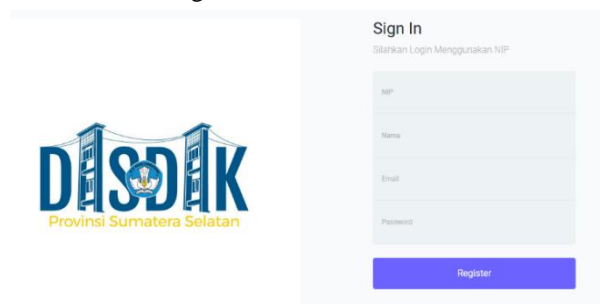 DISDIK
Provinsi Sumatera Selatan
Sign In
Silahkan Login Menggunakan NIP
NIP
Nama
Email
Password
Register